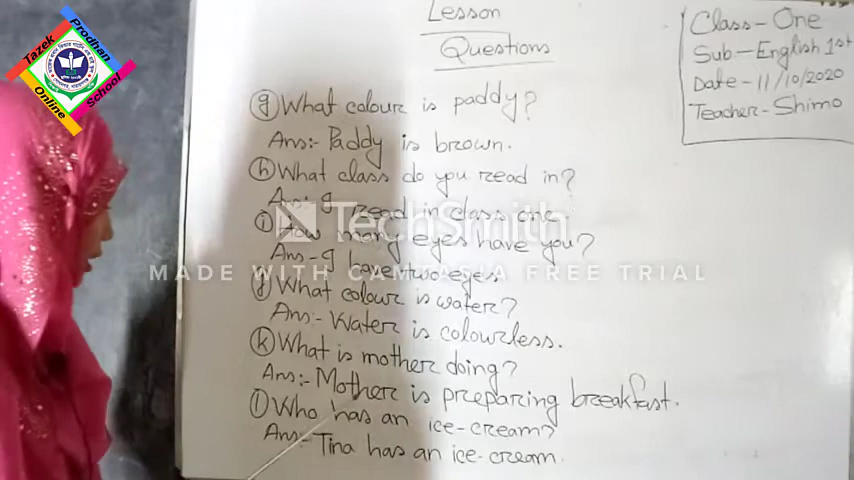 Tazek
Prodhan
Online
School
Lesson
Questions
Class- One
Sub- English 1st
Date - 11/10/2020
Teacher- Shimo
(g) What colour is paddy?
Ans:- Paddy is brown.
(h) What class do you read in?
Ans:- I read in class one.
(i) How many eyes have you?
Ans- I have two eyes.
(j) What colour is water?
Ans:- Water is colourless.
(k) What is mother doing?
Ans:- Mother is preparing breakfast.
(l) Who has an ice-cream?
Ans:- Tina has an ice-cream.
TechSmith
MADE WITH CAMTASIA FREE TRIAL